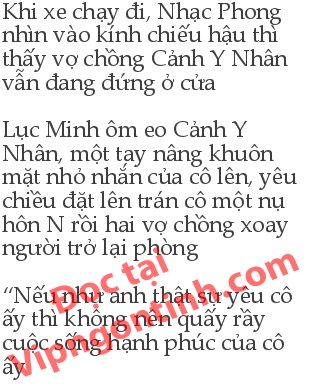 Khi xe chạy đi, Nhạc Phong
nhìn vào kính chiếu hậu thì
thấy vợ chồng Cảnh Y Nhân
vẫn đang đứng ở cửa
Lục Minh ôm eo Cảnh Y
Nhân, một tay nâng khuôn
mặt nhỏ nhắn của cô lên, yêu
chiều đặt lên trán cô một nụ
hôn N rồi hai vợ chồng xoay
người trở lại phòng
“Nếu như anh thật sự yêu cô
ấy thì không nên quấy rầy
cuộc sống hạnh phúc của cô
ấy
Đọc tại
Vipngontinh.com